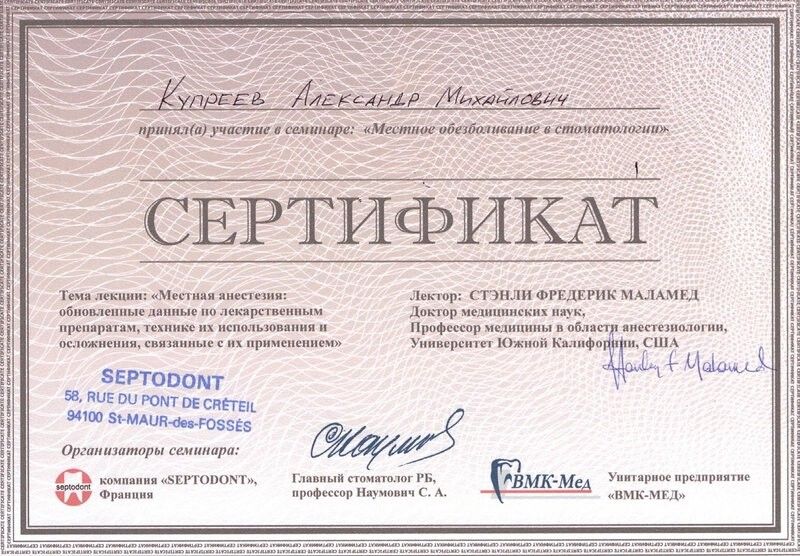 Купреев Александр Михайлович
принял(а) участие в семинаре: «Местное обезболивание в стоматологии»
СЕРТИФИКАТ
Тема лекции: «Местная анестезия:
обновленные данные по лекарственным
препаратам, технике их использования и
осложнения, связанные с их применением»
Лектор: СТЭНЛИ ФРЕДЕРИК МАЛАМЕД
Доктор медицинских наук,
Профессор медицины в области анестезиологии,
Университет Южной Калифорнии, США
Stanley F Malamed
SEPTODONT
58, RUE DU PONT DE CRÉTEIL
94100 St-MAUR-des-FOSSÉS
Организаторы семинара:
septodont
компания «SEPTODONT»,
Франция
Главный стоматолог РБ,
профессор Наумович С. А.
ВМК-Мед
Унитарное предприятие
«ВМК-МЕД»